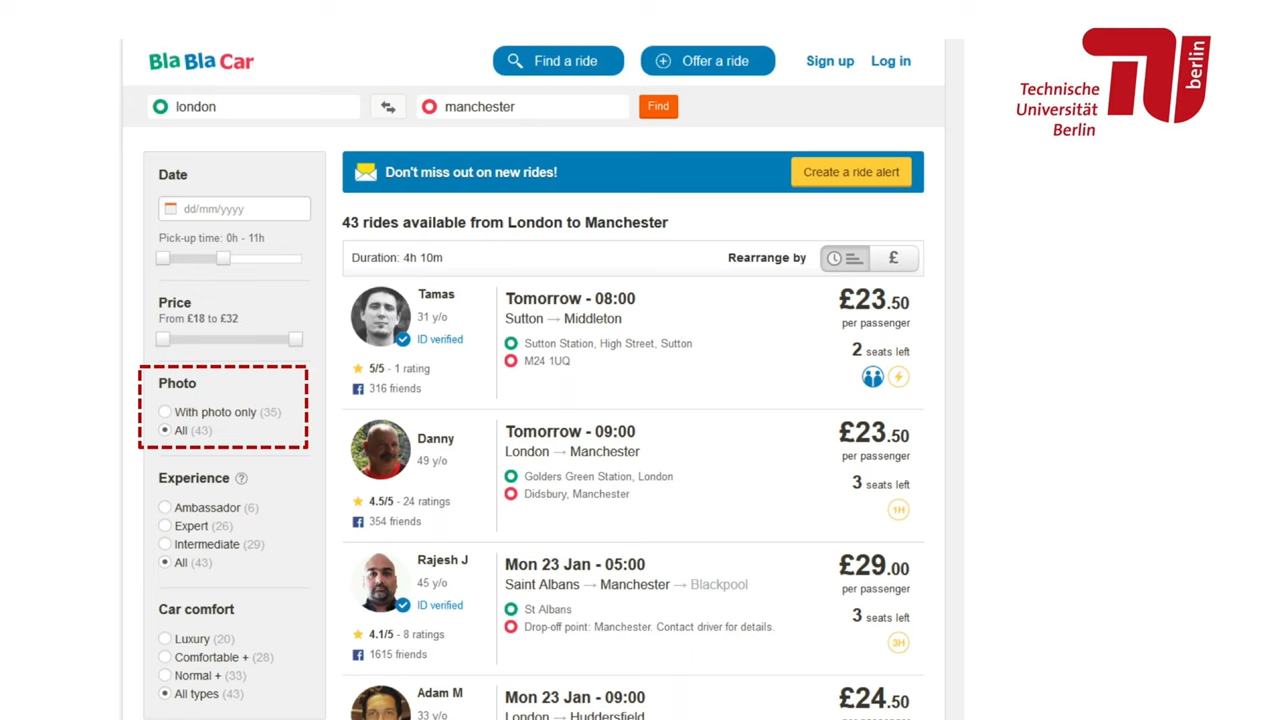 Bla Bla Car
Find a ride
Offer a ride
Sign up
Log in
Technische
Universität
Berlin
berlin
london
manchester
Find
Date
dd/mm/yyyy
Pick-up time: 0h - 11h
Price
From £18 to £32
Photo
With photo only (35)
All (43)
Experience ?
Ambassador (6)
Expert (26)
Intermediate (29)
All (43)
Car comfort
Luxury (20)
Comfortable + (28)
Normal + (33)
All types (43)
Don't miss out on new rides!
Create a ride alert
43 rides available from London to Manchester
Duration: 4h 10m
Rearrange by
£
Tamas
31 y/o
ID verified
5/5 - 1 rating
316 friends
Tomorrow - 08:00
Sutton → Middleton
Sutton Station, High Street, Sutton
M24 1UQ
£23.50
per passenger
2 seats left
Danny
49 y/o
4.5/5 - 24 ratings
354 friends
Tomorrow - 09:00
London → Manchester
Golders Green Station, London
Didsbury, Manchester
£23.50
per passenger
3 seats left
1H
Rajesh J
45 y/o
ID verified
4.1/5 - 8 ratings
1615 friends
Mon 23 Jan - 05:00
Saint Albans → Manchester → Blackpool
St Albans
Drop-off point: Manchester. Contact driver for details.
£29.00
per passenger
3 seats left
3H
Adam M
33 y/o
Mon 23 Jan - 09:00
London → Huddersfield
£24.50